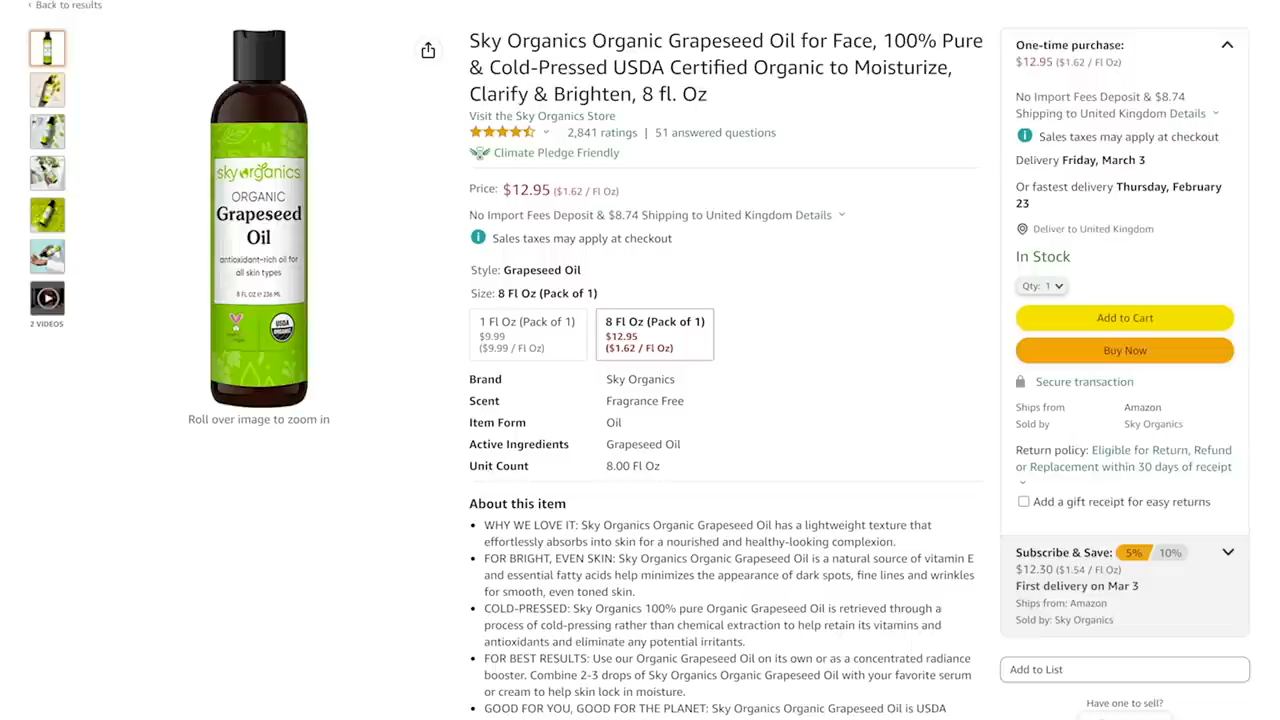 ‹ Back to results
2 VIDEOS
sky organics
ORGANIC
Grapeseed
Oil
antioxidant-rich oil for
all skin types
8 FL OZ ℮ 236 ML
USDA
ORGANIC
Roll over image to zoom in
Sky Organics Organic Grapeseed Oil for Face, 100% Pure
& Cold-Pressed USDA Certified Organic to Moisturize,
Clarify & Brighten, 8 fl. Oz
Visit the Sky Organics Store
2,841 ratings | 51 answered questions
Climate Pledge Friendly
Price: $12.95 ($1.62 / Fl Oz)
No Import Fees Deposit & $8.74 Shipping to United Kingdom Details
Sales taxes may apply at checkout
Style: Grapeseed Oil
Size: 8 Fl Oz (Pack of 1)
1 Fl Oz (Pack of 1)
$9.99
($9.99 / Fl Oz)
8 Fl Oz (Pack of 1)
$12.95
($1.62 / Fl Oz)
Brand Sky Organics
Scent Fragrance Free
Item Form Oil
Active Ingredients Grapeseed Oil
Unit Count 8.00 Fl Oz
About this item
• WHY WE LOVE IT: Sky Organics Organic Grapeseed Oil has a lightweight texture that
effortlessly absorbs into skin for a nourished and healthy-looking complexion.
• FOR BRIGHT, EVEN SKIN: Sky Organics Organic Grapeseed Oil is a natural source of vitamin E
and essential fatty acids help minimizes the appearance of dark spots, fine lines and wrinkles
for smooth, even toned skin.
• COLD-PRESSED: Sky Organics 100% pure Organic Grapeseed Oil is retrieved through a
process of cold-pressing rather than chemical extraction to help retain its vitamins and
antioxidants and eliminate any potential irritants.
• FOR BEST RESULTS: Use our Organic Grapeseed Oil on its own or as a concentrated radiance
booster. Combine 2-3 drops of Sky Organics Organic Grapeseed Oil with your favorite serum
or cream to help skin lock in moisture.
• GOOD FOR YOU, GOOD FOR THE PLANET: Sky Organics Organic Grapeseed Oil is USDA
One-time purchase:
$12.95 ($1.62 / Fl Oz)
No Import Fees Deposit & $8.74
Shipping to United Kingdom Details
Sales taxes may apply at checkout
Delivery Friday, March 3
Or fastest delivery Thursday, February
23
Deliver to United Kingdom
In Stock
Qty: 1
Add to Cart
Buy Now
Secure transaction
Ships from Amazon
Sold by Sky Organics
Return policy: Eligible for Return, Refund
or Replacement within 30 days of receipt
Add a gift receipt for easy returns
Subscribe & Save: 5% 10%
$12.30 ($1.54 / Fl Oz)
First delivery on Mar 3
Ships from: Amazon
Sold by: Sky Organics
Add to List
Have one to sell?